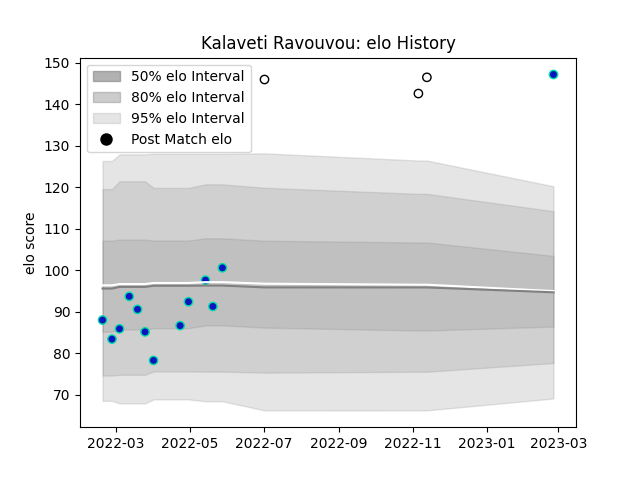 Kalaveti Ravouvou: elo History
50% elo Interval
80% elo Interval
95% elo Interval
Post Match elo
elo score
150
140
130
120
110
100
90
80
70
2022-03
2022-05
2022-07
2022-09
2022-11
2023-01
2023-03